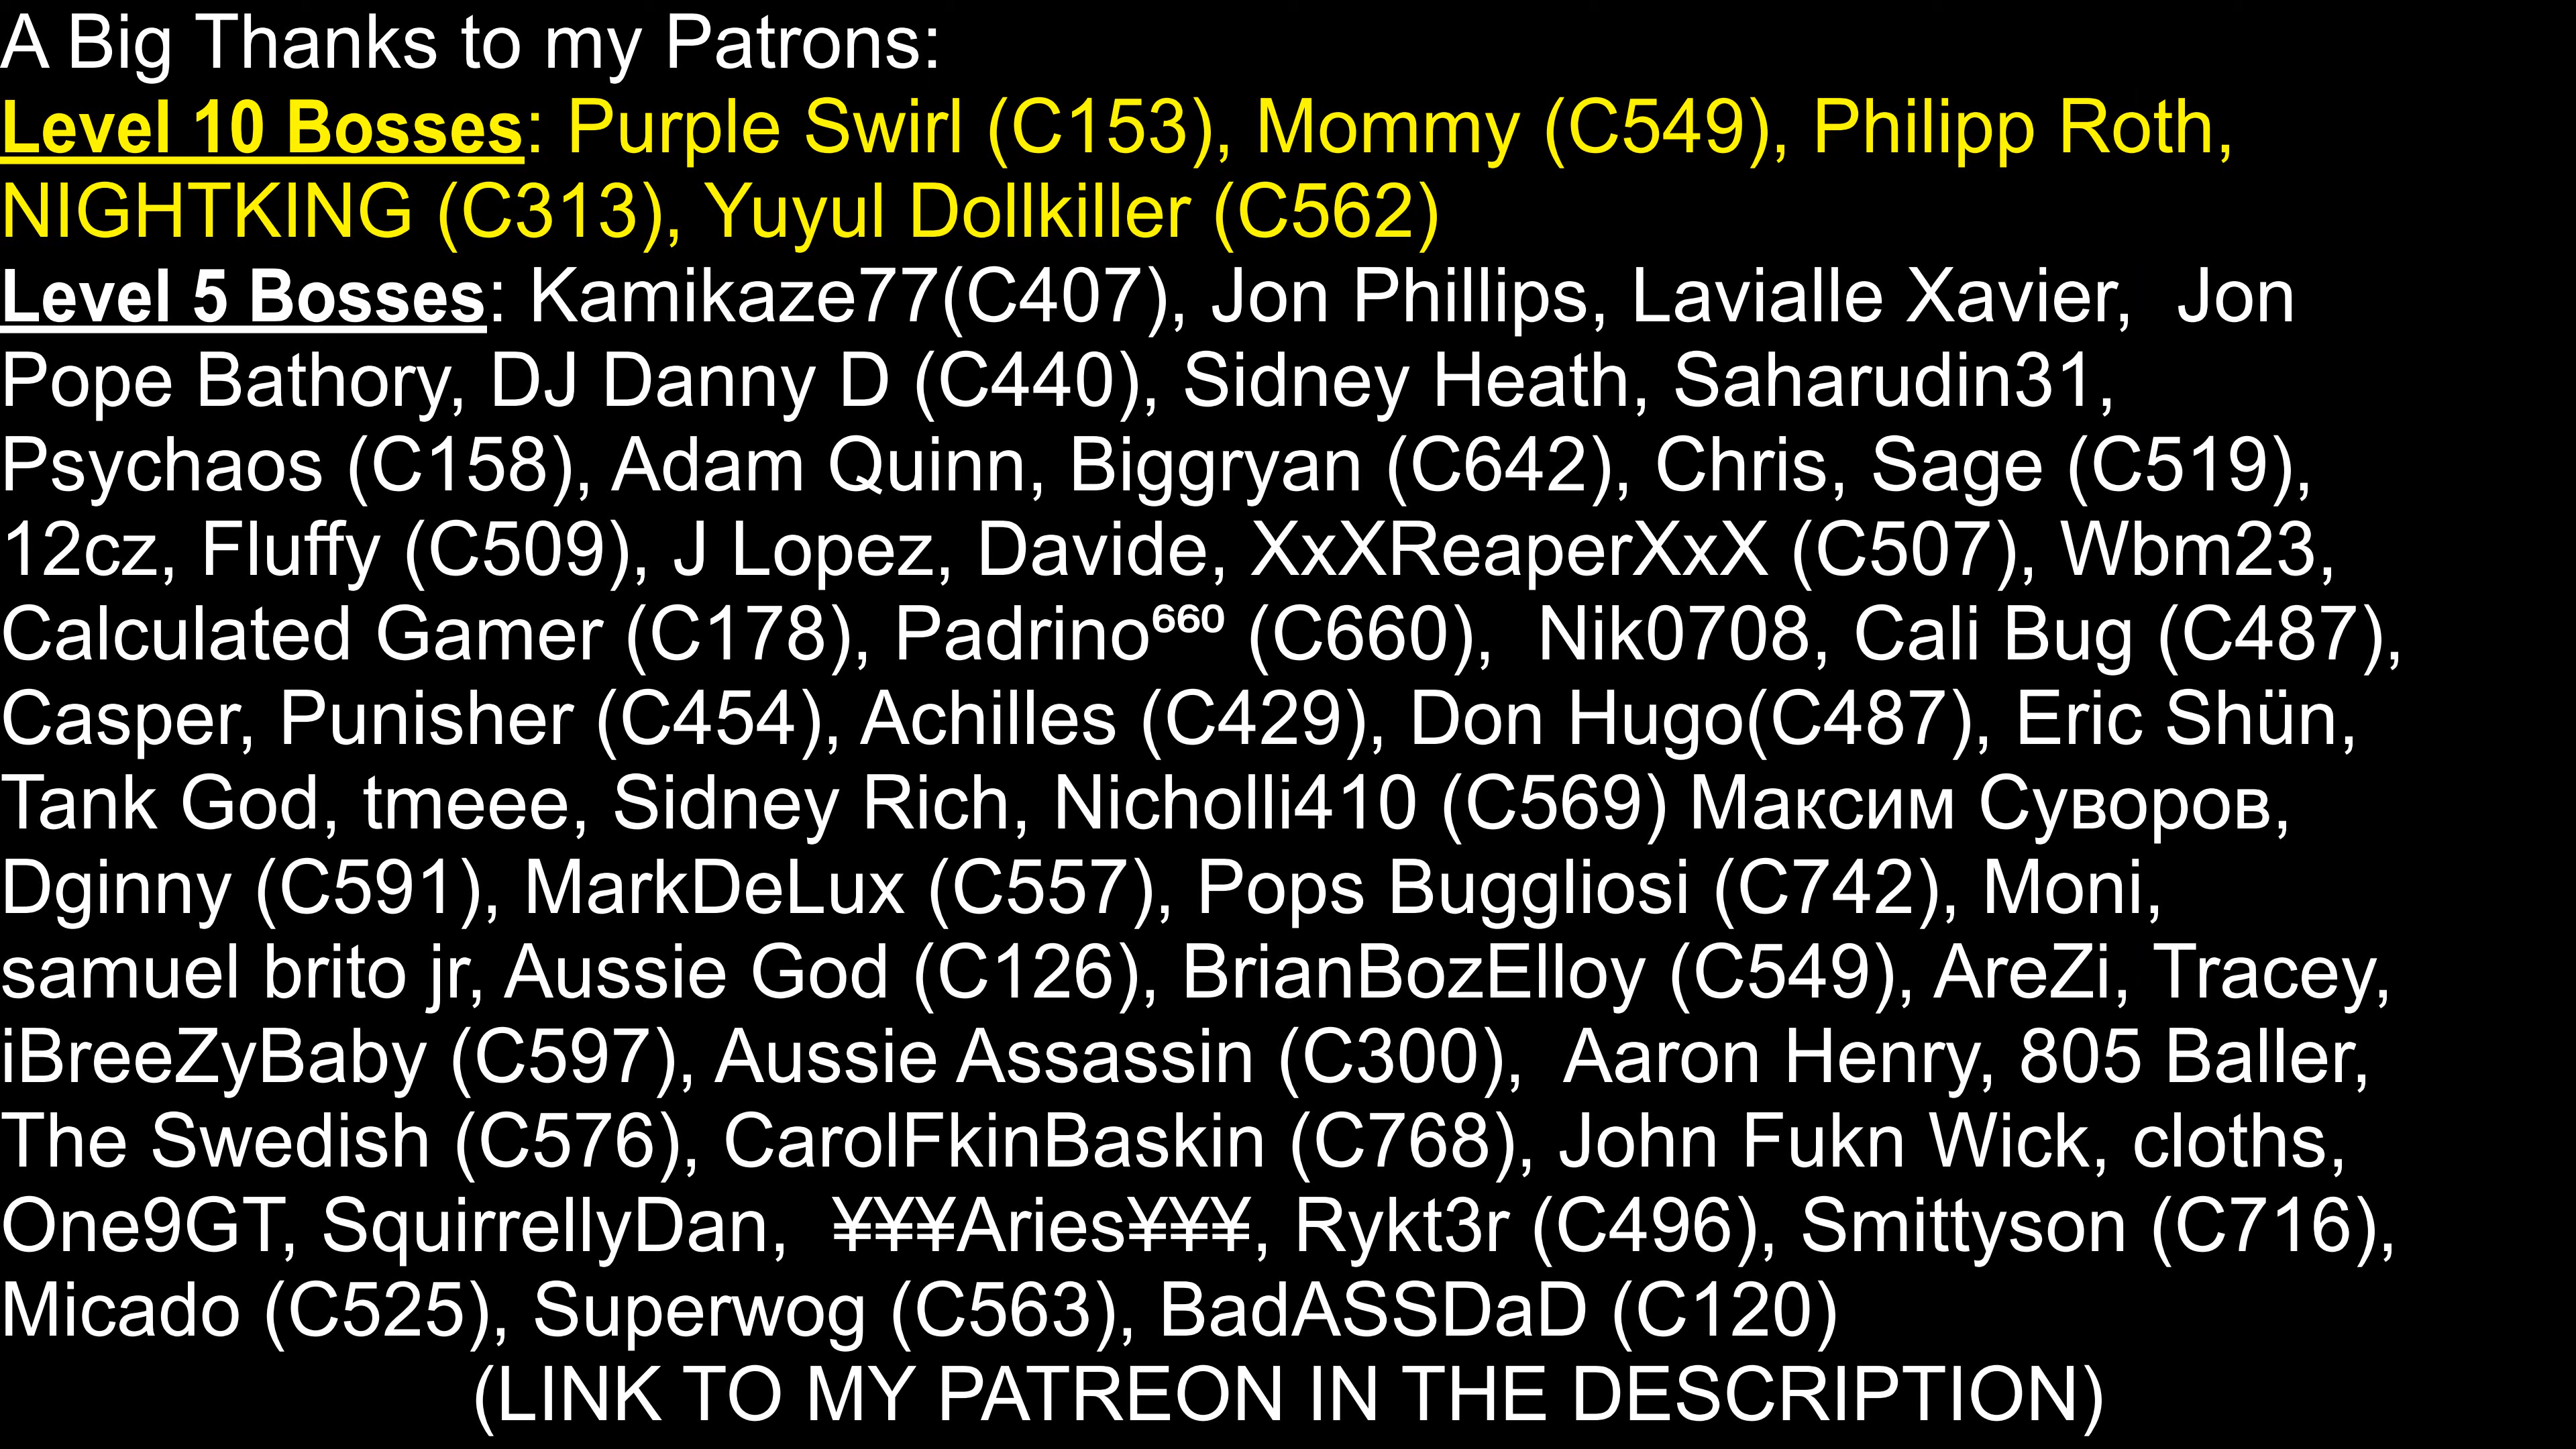 A Big Thanks to my Patrons:
Level 10 Bosses: Purple Swirl (C153), Mommy (C549), Philipp Roth,
NIGHTKING (C313), Yuyul Dollkiller (C562)
Level 5 Bosses: Kamikaze77(C407), Jon Phillips, Lavialle Xavier,  Jon
Pope Bathory, DJ Danny D (C440), Sidney Heath, Saharudin31,
Psychaos (C158), Adam Quinn, Biggryan (C642), Chris, Sage (C519),
12cz, Fluffy (C509), J Lopez, Davide, XxXReaperXxX (C507), Wbm23,
Calculated Gamer (C178), Padrino⁶⁶⁰ (C660),  Nik0708, Cali Bug (C487),
Casper, Punisher (C454), Achilles (C429), Don Hugo(C487), Eric Shün,
Tank God, tmeee, Sidney Rich, Nicholli410 (C569) Максим Суворов,
Dginny (C591), MarkDeLux (C557), Pops Buggliosi (C742), Moni,
samuel brito jr, Aussie God (C126), BrianBozElloy (C549), AreZi, Tracey,
iBreeZyBaby (C597), Aussie Assassin (C300),  Aaron Henry, 805 Baller,
The Swedish (C576), CarolFkinBaskin (C768), John Fukn Wick, cloths,
One9GT, SquirrellyDan,  ¥¥¥Aries¥¥¥, Rykt3r (C496), Smittyson (C716),
Micado (C525), Superwog (C563), BadASSDaD (C120)
(LINK TO MY PATREON IN THE DESCRIPTION)